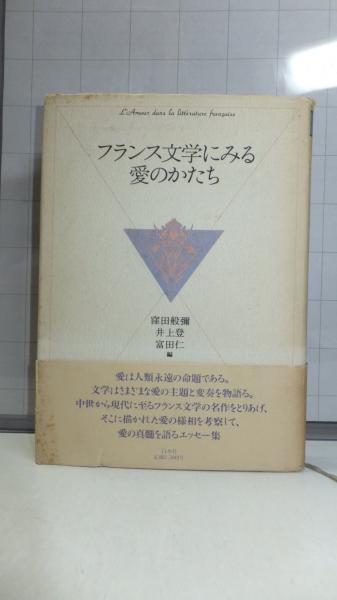 L'Amour dans la littérature française
フランス文学にみる
愛のかたち
窪田般彌
井上登
富田仁
編
愛は人類永遠の命題である。
文学はさまざまな愛の主題と変奏を物語る。
中世から現代に至るフランス文学の名作をとりあげ、
そこに描かれた愛の様相を考察して、
愛の真髄を語るエッセー集
白水社